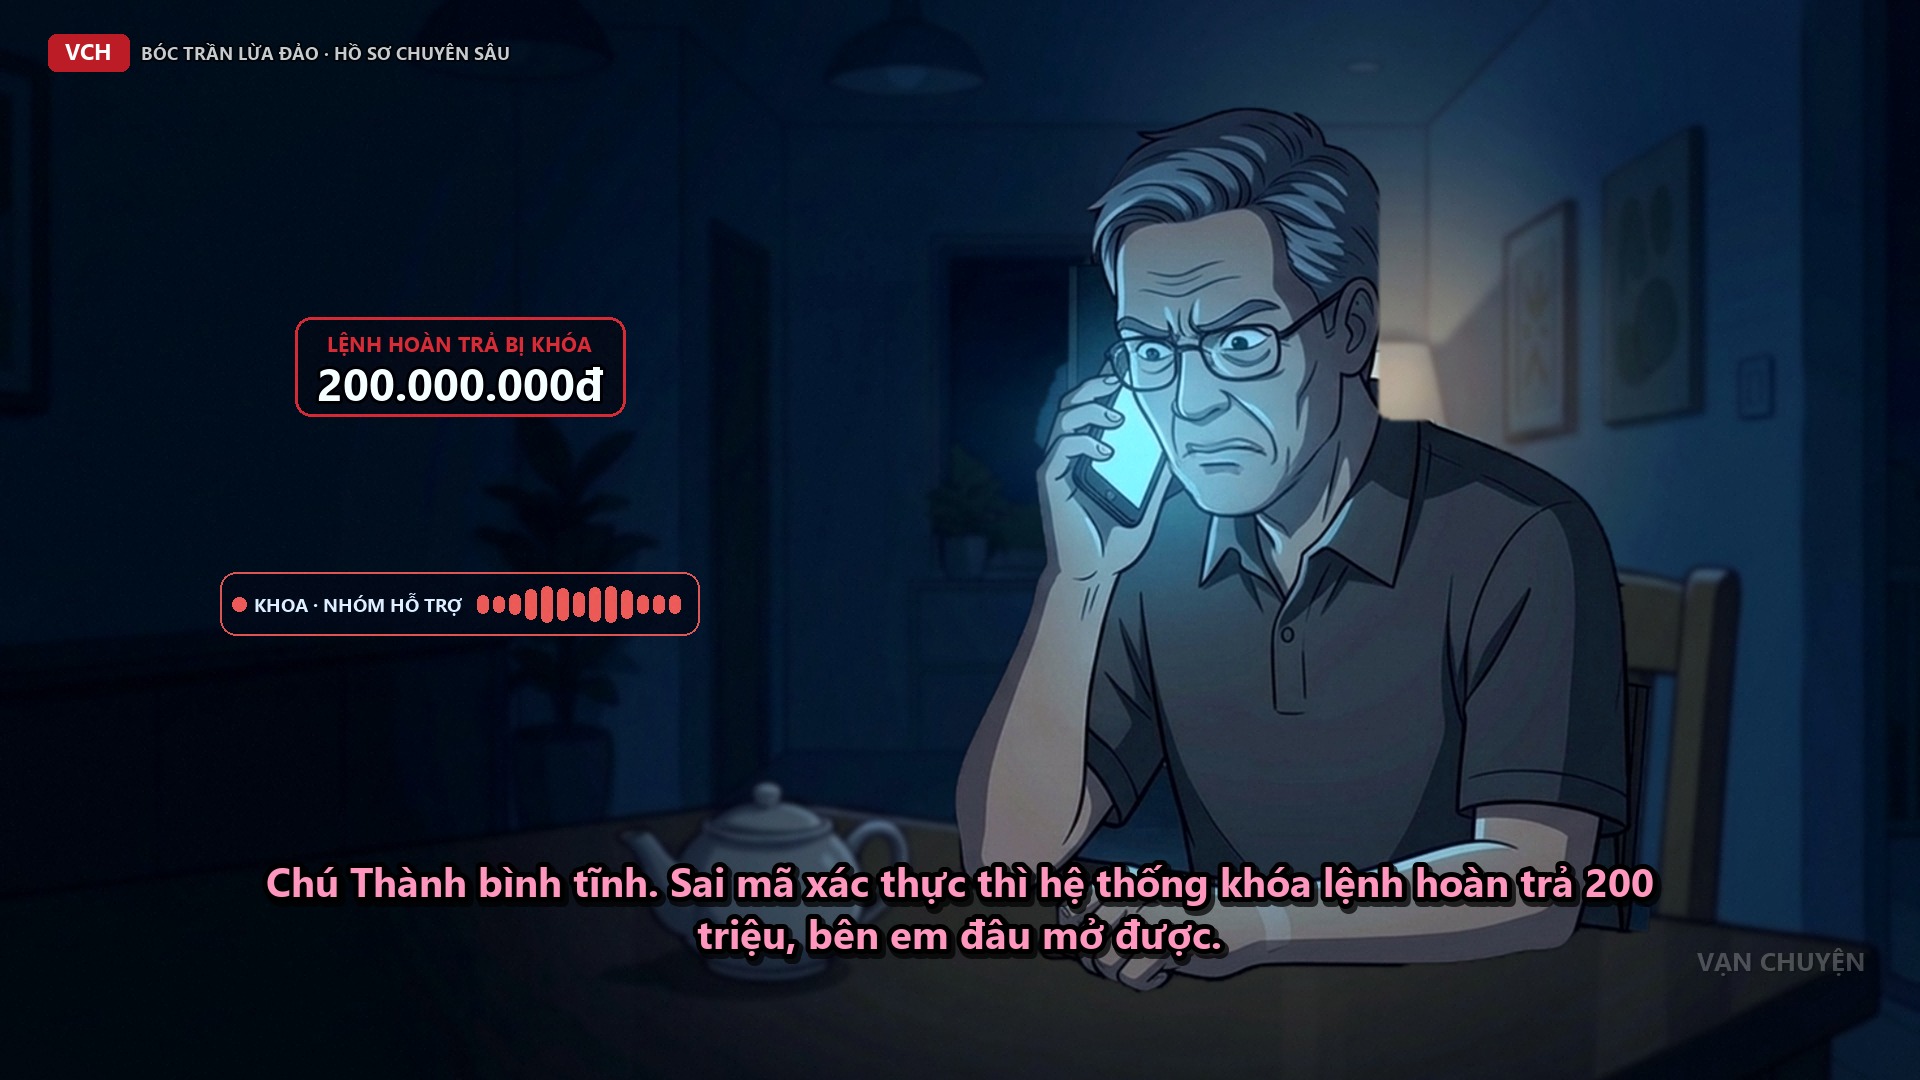 VCH
BÓC TRẦN LỪA ĐẢO · HỒ SƠ CHUYÊN SÂU
LỆNH HOÀN TRẢ BỊ KHÓA
200.000.000đ
KHOA · NHÓM HỖ TRỢ
Chú Thành bình tĩnh. Sai mã xác thực thì hệ thống khóa lệnh hoàn trả 200
triệu, bên em đâu mở được.
VẠN CHUYỆN